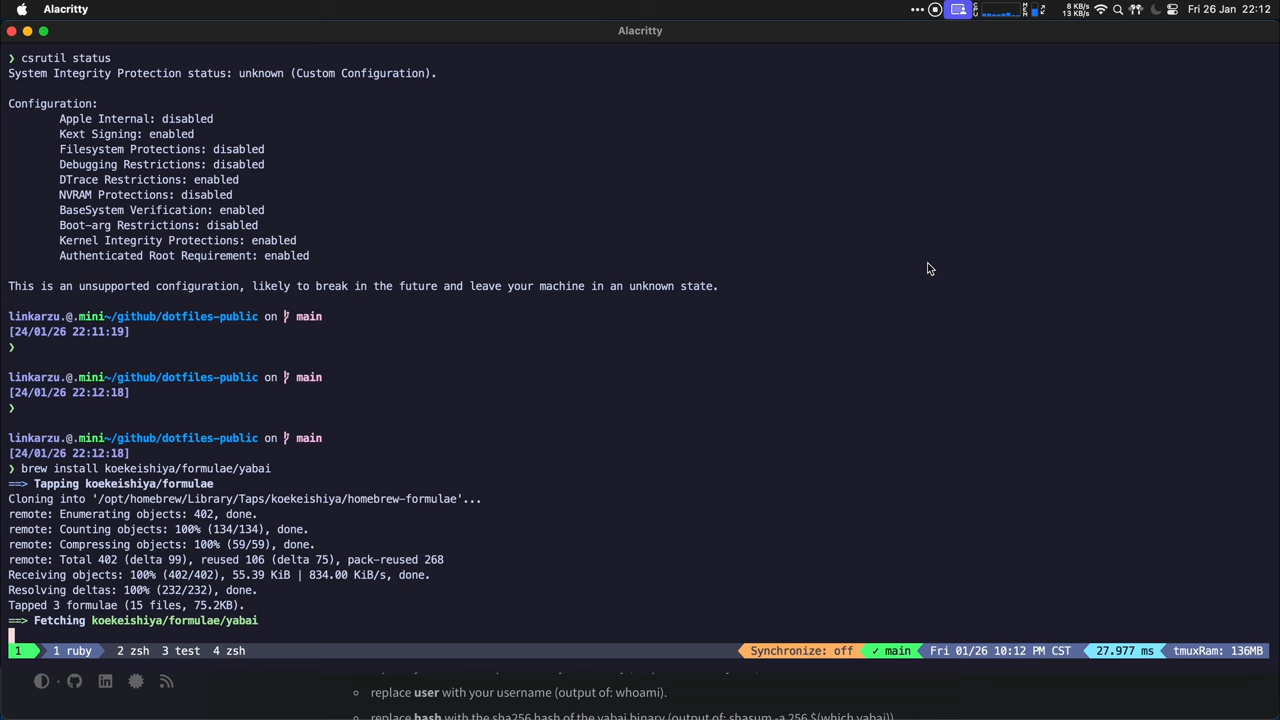 Alacritty
8 KB/s
13 KB/s
Fri 26 Jan 22:12
Alacritty
❯ csrutil status
System Integrity Protection status: unknown (Custom Configuration).
Configuration:
Apple Internal: disabled
Kext Signing: enabled
Filesystem Protections: disabled
Debugging Restrictions: disabled
DTrace Restrictions: enabled
NVRAM Protections: disabled
BaseSystem Verification: enabled
Boot-arg Restrictions: disabled
Kernel Integrity Protections: enabled
Authenticated Root Requirement: enabled
This is an unsupported configuration, likely to break in the future and leave your machine in an unknown state.
linkarzu.@.mini~/github/dotfiles-public on main
[24/01/26 22:11:19]
❯
linkarzu.@.mini~/github/dotfiles-public on main
[24/01/26 22:12:18]
❯
linkarzu.@.mini~/github/dotfiles-public on main
[24/01/26 22:12:18]
❯ brew install koekeishiya/formulae/yabai
==> Tapping koekeishiya/formulae
Cloning into '/opt/homebrew/Library/Taps/koekeishiya/homebrew-formulae'...
remote: Enumerating objects: 402, done.
remote: Counting objects: 100% (134/134), done.
remote: Compressing objects: 100% (59/59), done.
remote: Total 402 (delta 99), reused 106 (delta 75), pack-reused 268
Receiving objects: 100% (402/402), 55.39 KiB | 834.00 KiB/s, done.
Resolving deltas: 100% (232/232), done.
Tapped 3 formulae (15 files, 75.2KB).
==> Fetching koekeishiya/formulae/yabai
1 1 ruby 2 zsh 3 test 4 zsh Synchronize: off ✓ main Fri 01/26 10:12 PM CST 27.977 ms tmuxRam: 136MB
replace user with your username (output of: whoami).
replace hash with the sha256 hash of the yabai binary (output of: shasum -a 256 $(which yabai))